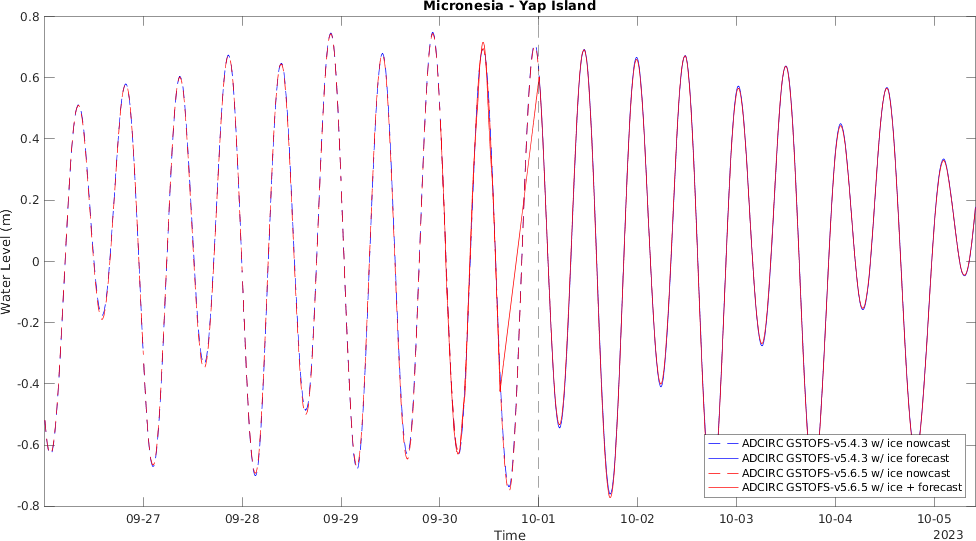 Micronesia - Yap Island
0.8
0.6
0.4
0.2
0
-0.2
-0.4
-0.6
-0.8
Water Level (m)
09-27 09-28 09-29 09-30 10-01 10-02 10-03 10-04 10-05
Time
2023
ADCIRC GSTOFS-v5.4.3 w/ ice nowcast
ADCIRC GSTOFS-v5.4.3 w/ ice forecast
ADCIRC GSTOFS-v5.6.5 w/ ice nowcast
ADCIRC GSTOFS-v5.6.5 w/ ice + forecast